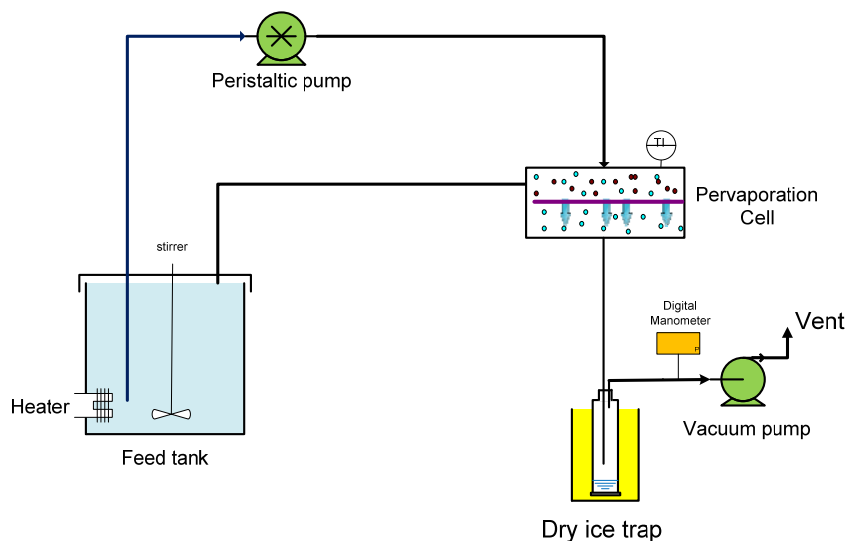 Peristaltic pump
TI
Pervaporation
Cell
stirrer
Digital
Manometer
P
Vent
Heater
Vacuum pump
Feed tank
Dry ice trap